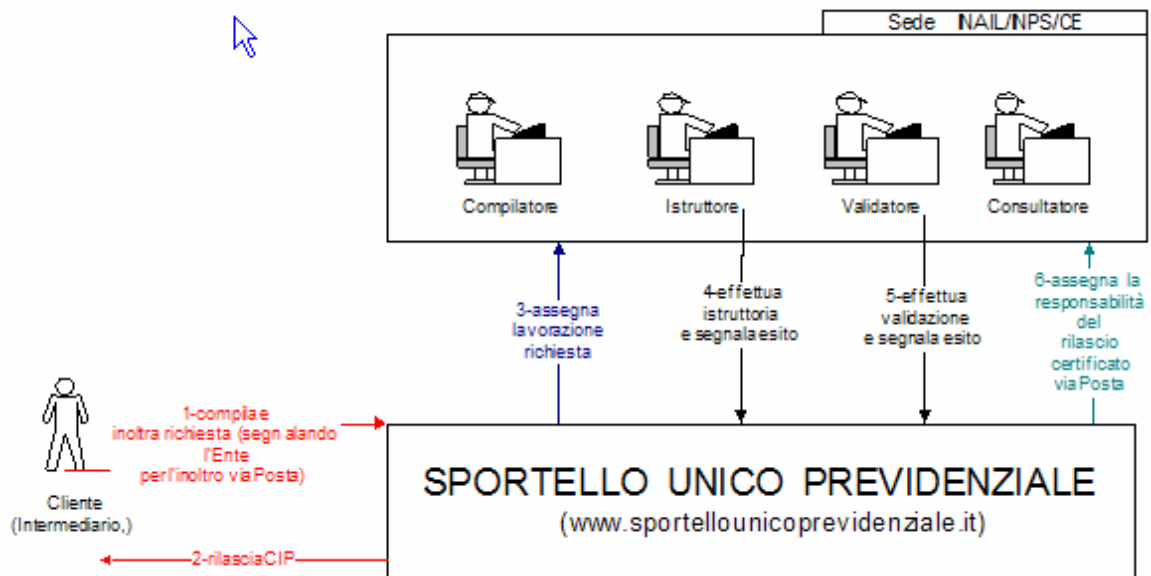 Sede INAIL/INPS/CE
Compilatore
Istruttore
Validatore
Consultatore
3-assegna
lavorazione
richiesta
4-effettua
istruttoria
e segnala esito
5-effettua
validazione
e segnala esito
6-assegna la
responsabilità
del
rilascio
certificato
via Posta
1-compila e
inoltra richiesta (segnalando
l'Ente
per l'inoltro via Posta)
Cliente
(Intermediario,)
2-rilascia CIP
SPORTELLO UNICO PREVIDENZIALE
(www.sportellounicoprevidenziale.it)